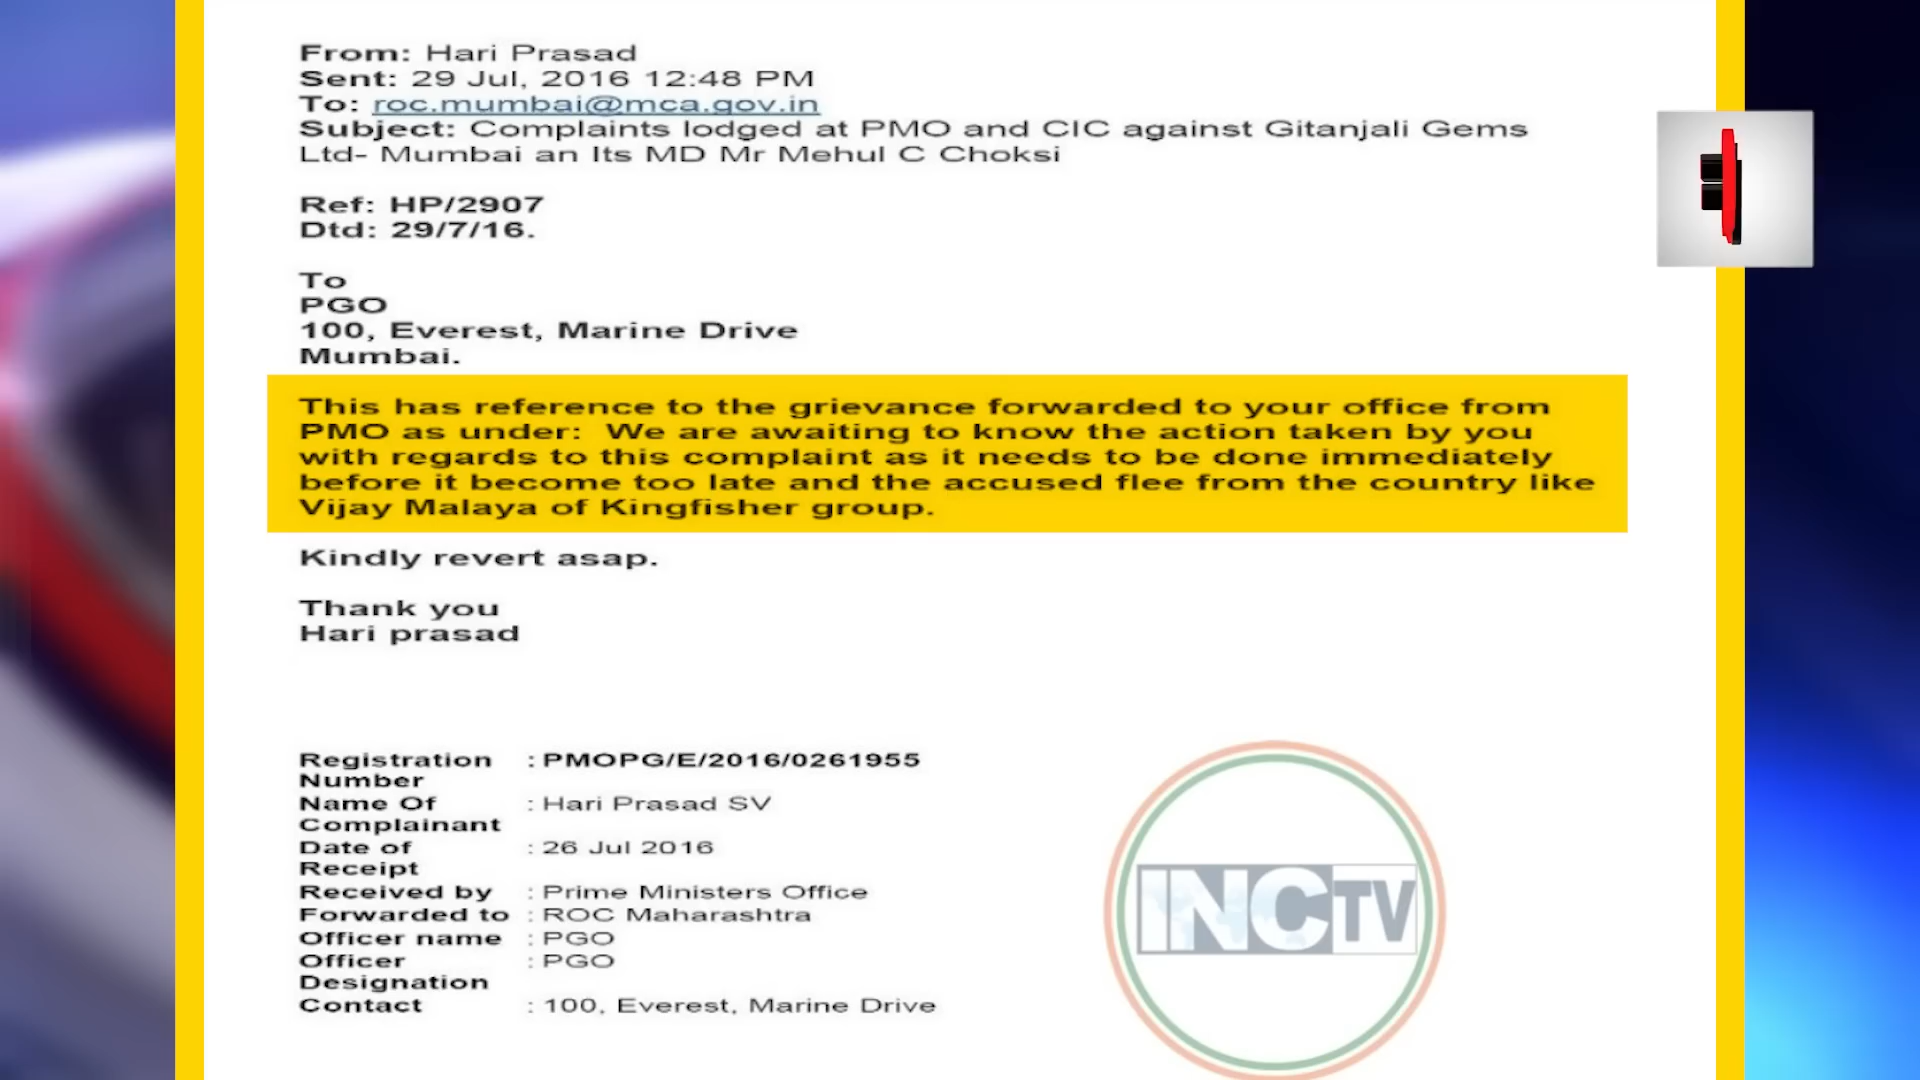 From: Hari Prasad
Sent: 29 Jul, 2016 12:48 PM
To: roc.mumbai@mca.gov.in
Subject: Complaints lodged at PMO and CIC against Gitanjali Gems
Ltd- Mumbai an Its MD Mr Mehul C Choksi
Ref: HP/2907
Dtd: 29/7/16.
To
PGO
100, Everest, Marine Drive
Mumbai.
This has reference to the grievance forwarded to your office from
PMO as under: We are awaiting to know the action taken by you
with regards to this complaint as it needs to be done immediately
before it become too late and the accused flee from the country like
Vijay Malaya of Kingfisher group.
Kindly revert asap.
Thank you
Hari prasad
Registration : PMOPG/E/2016/0261955
Number
Name Of : Hari Prasad SV
Complainant
Date of : 26 Jul 2016
Receipt
Received by : Prime Ministers Office
Forwarded to : ROC Maharashtra
Officer name : PGO
Officer : PGO
Designation
Contact : 100, Everest, Marine Drive
INCTV